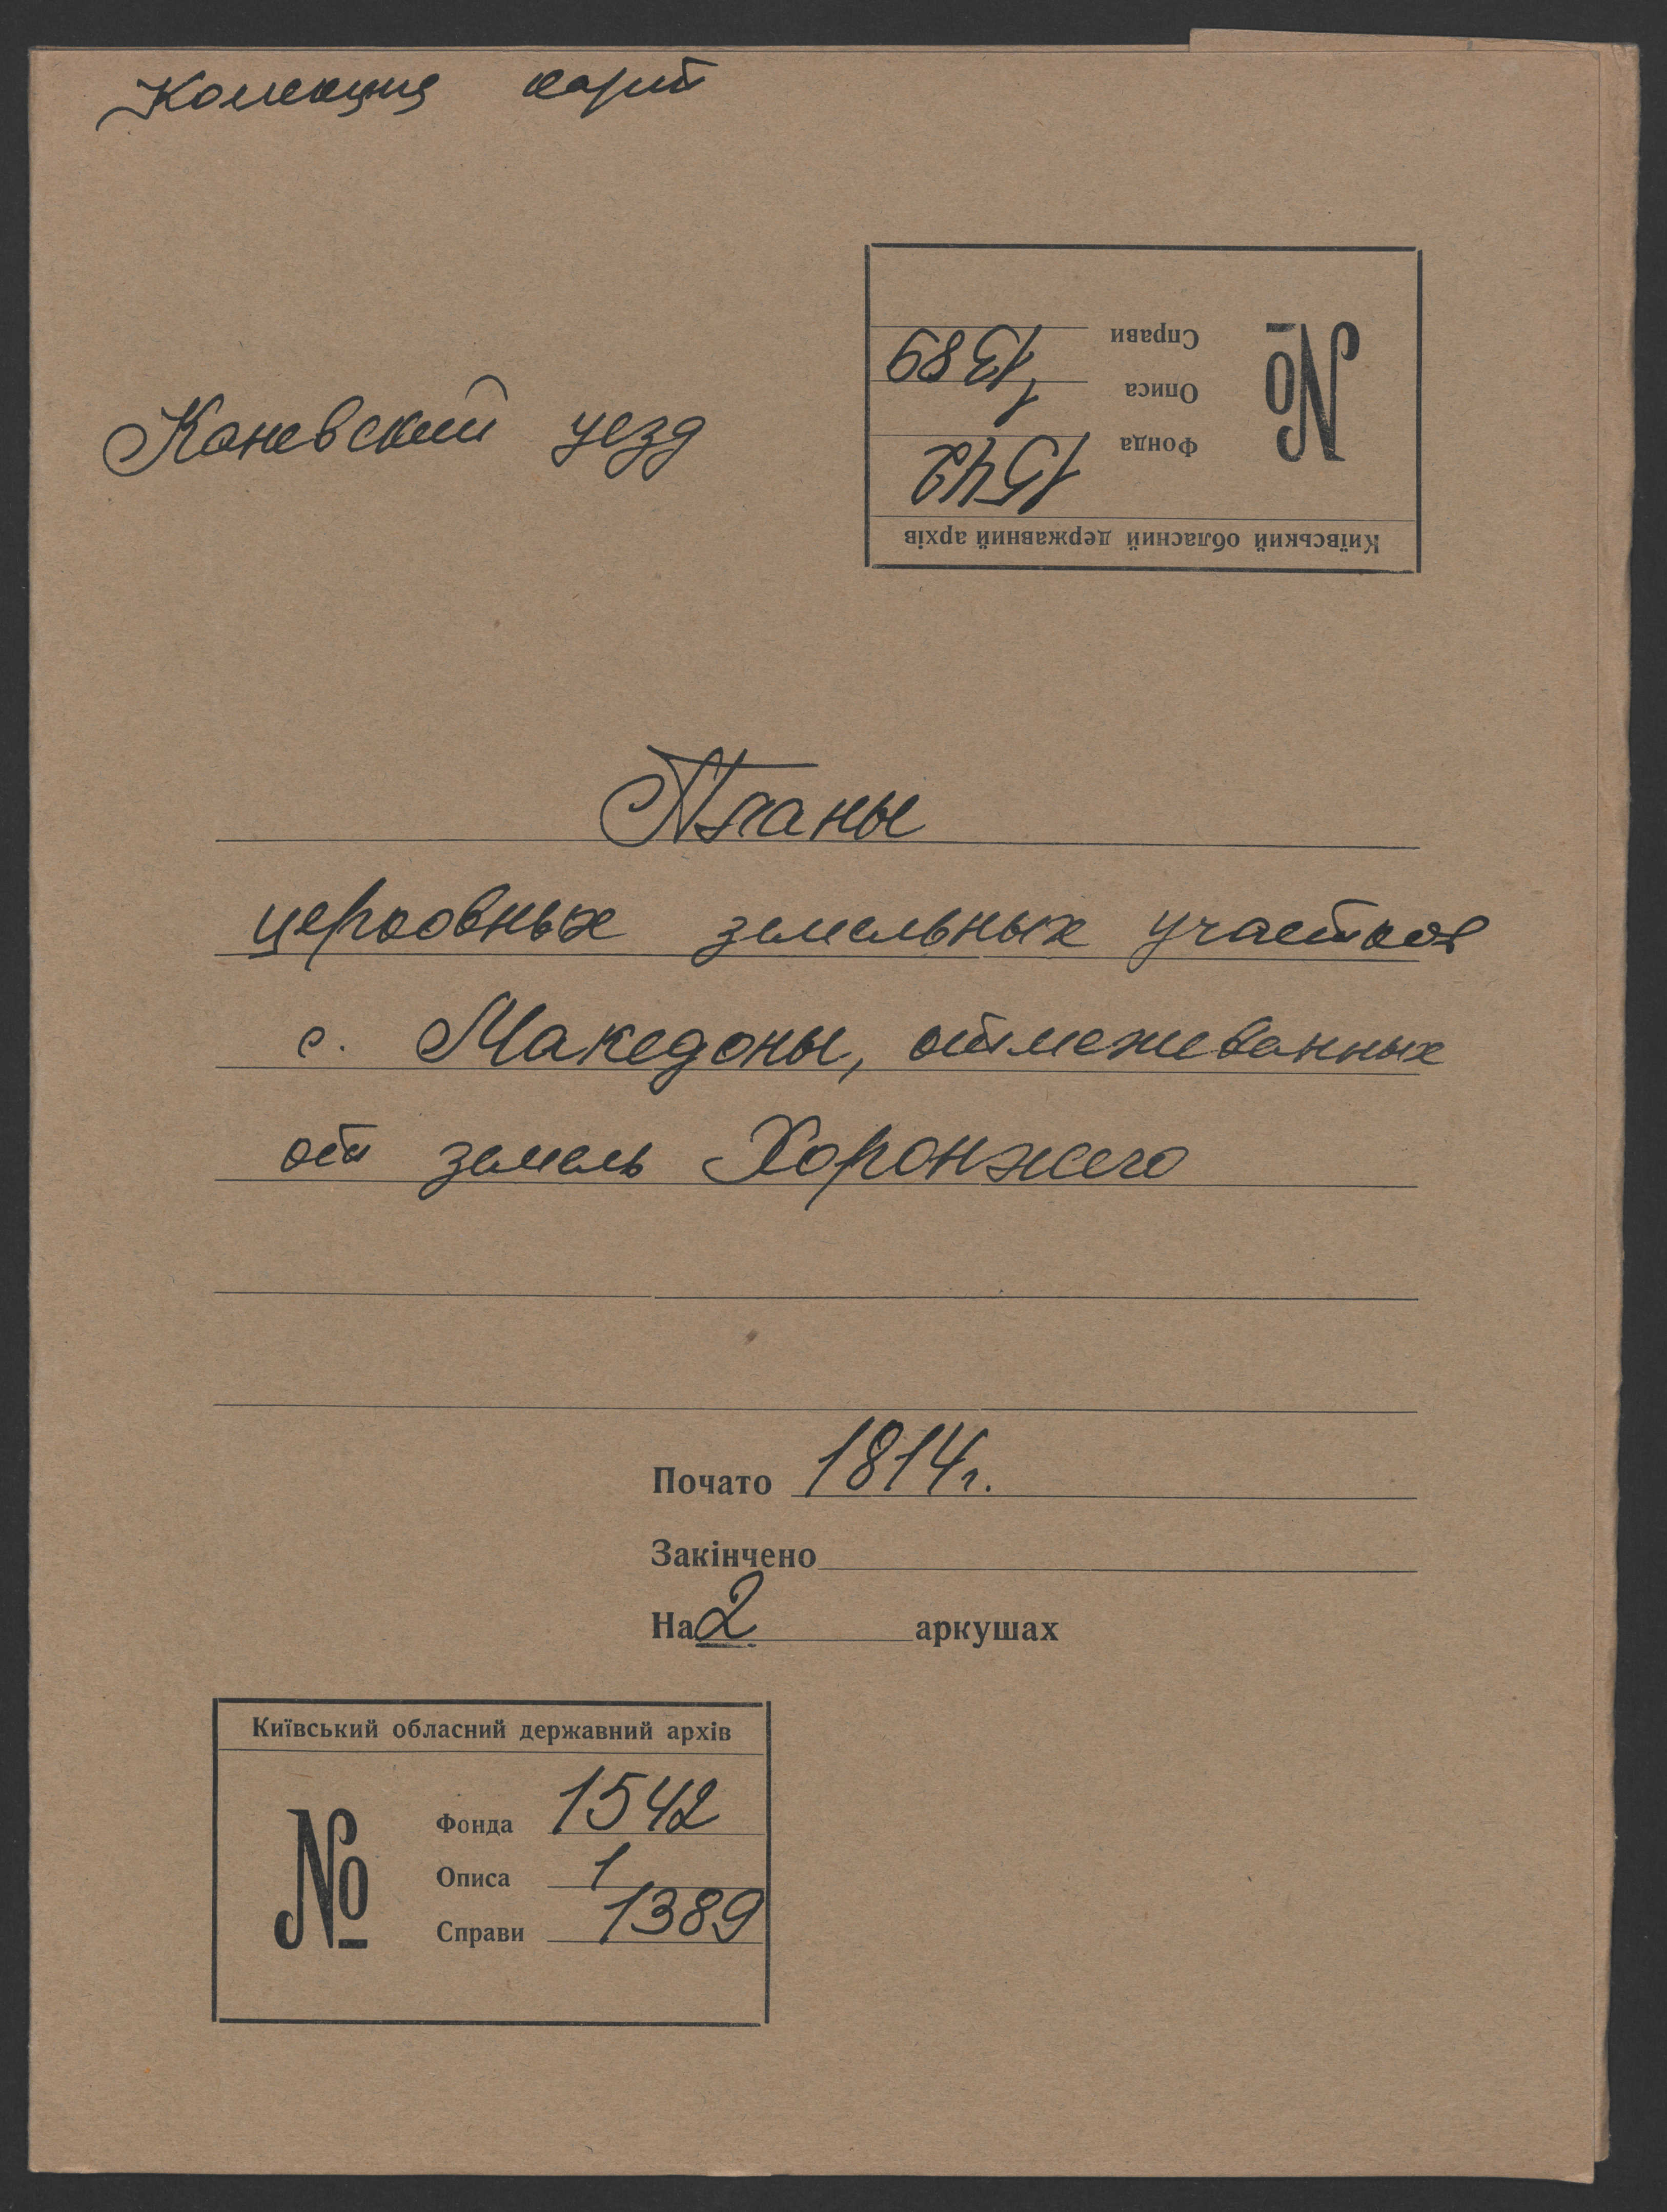 Колекция карт
Каневский уезд
Київський обласний державний архів
№
Фонда 1542
Описа 1
Справи 1389
Планы
церковных земельных участков
с. Македоны, отмежеванных
от земель Хоронжего
Почато 1814г.
Закінчено
На 2 аркушах
Київський обласний державний архів
№
Фонда 1542
Описа 1
Справи 1389